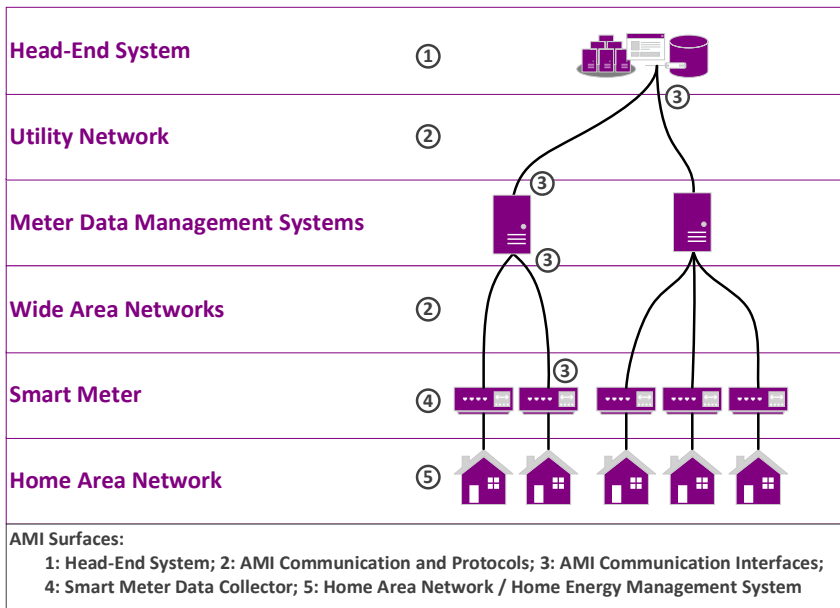 Head-End System ①
③
Utility Network ②
③
Meter Data Management Systems
③
Wide Area Networks ②
③
Smart Meter ④
Home Area Network ⑤
AMI Surfaces:
1: Head-End System; 2: AMI Communication and Protocols; 3: AMI Communication Interfaces;
4: Smart Meter Data Collector; 5: Home Area Network / Home Energy Management System